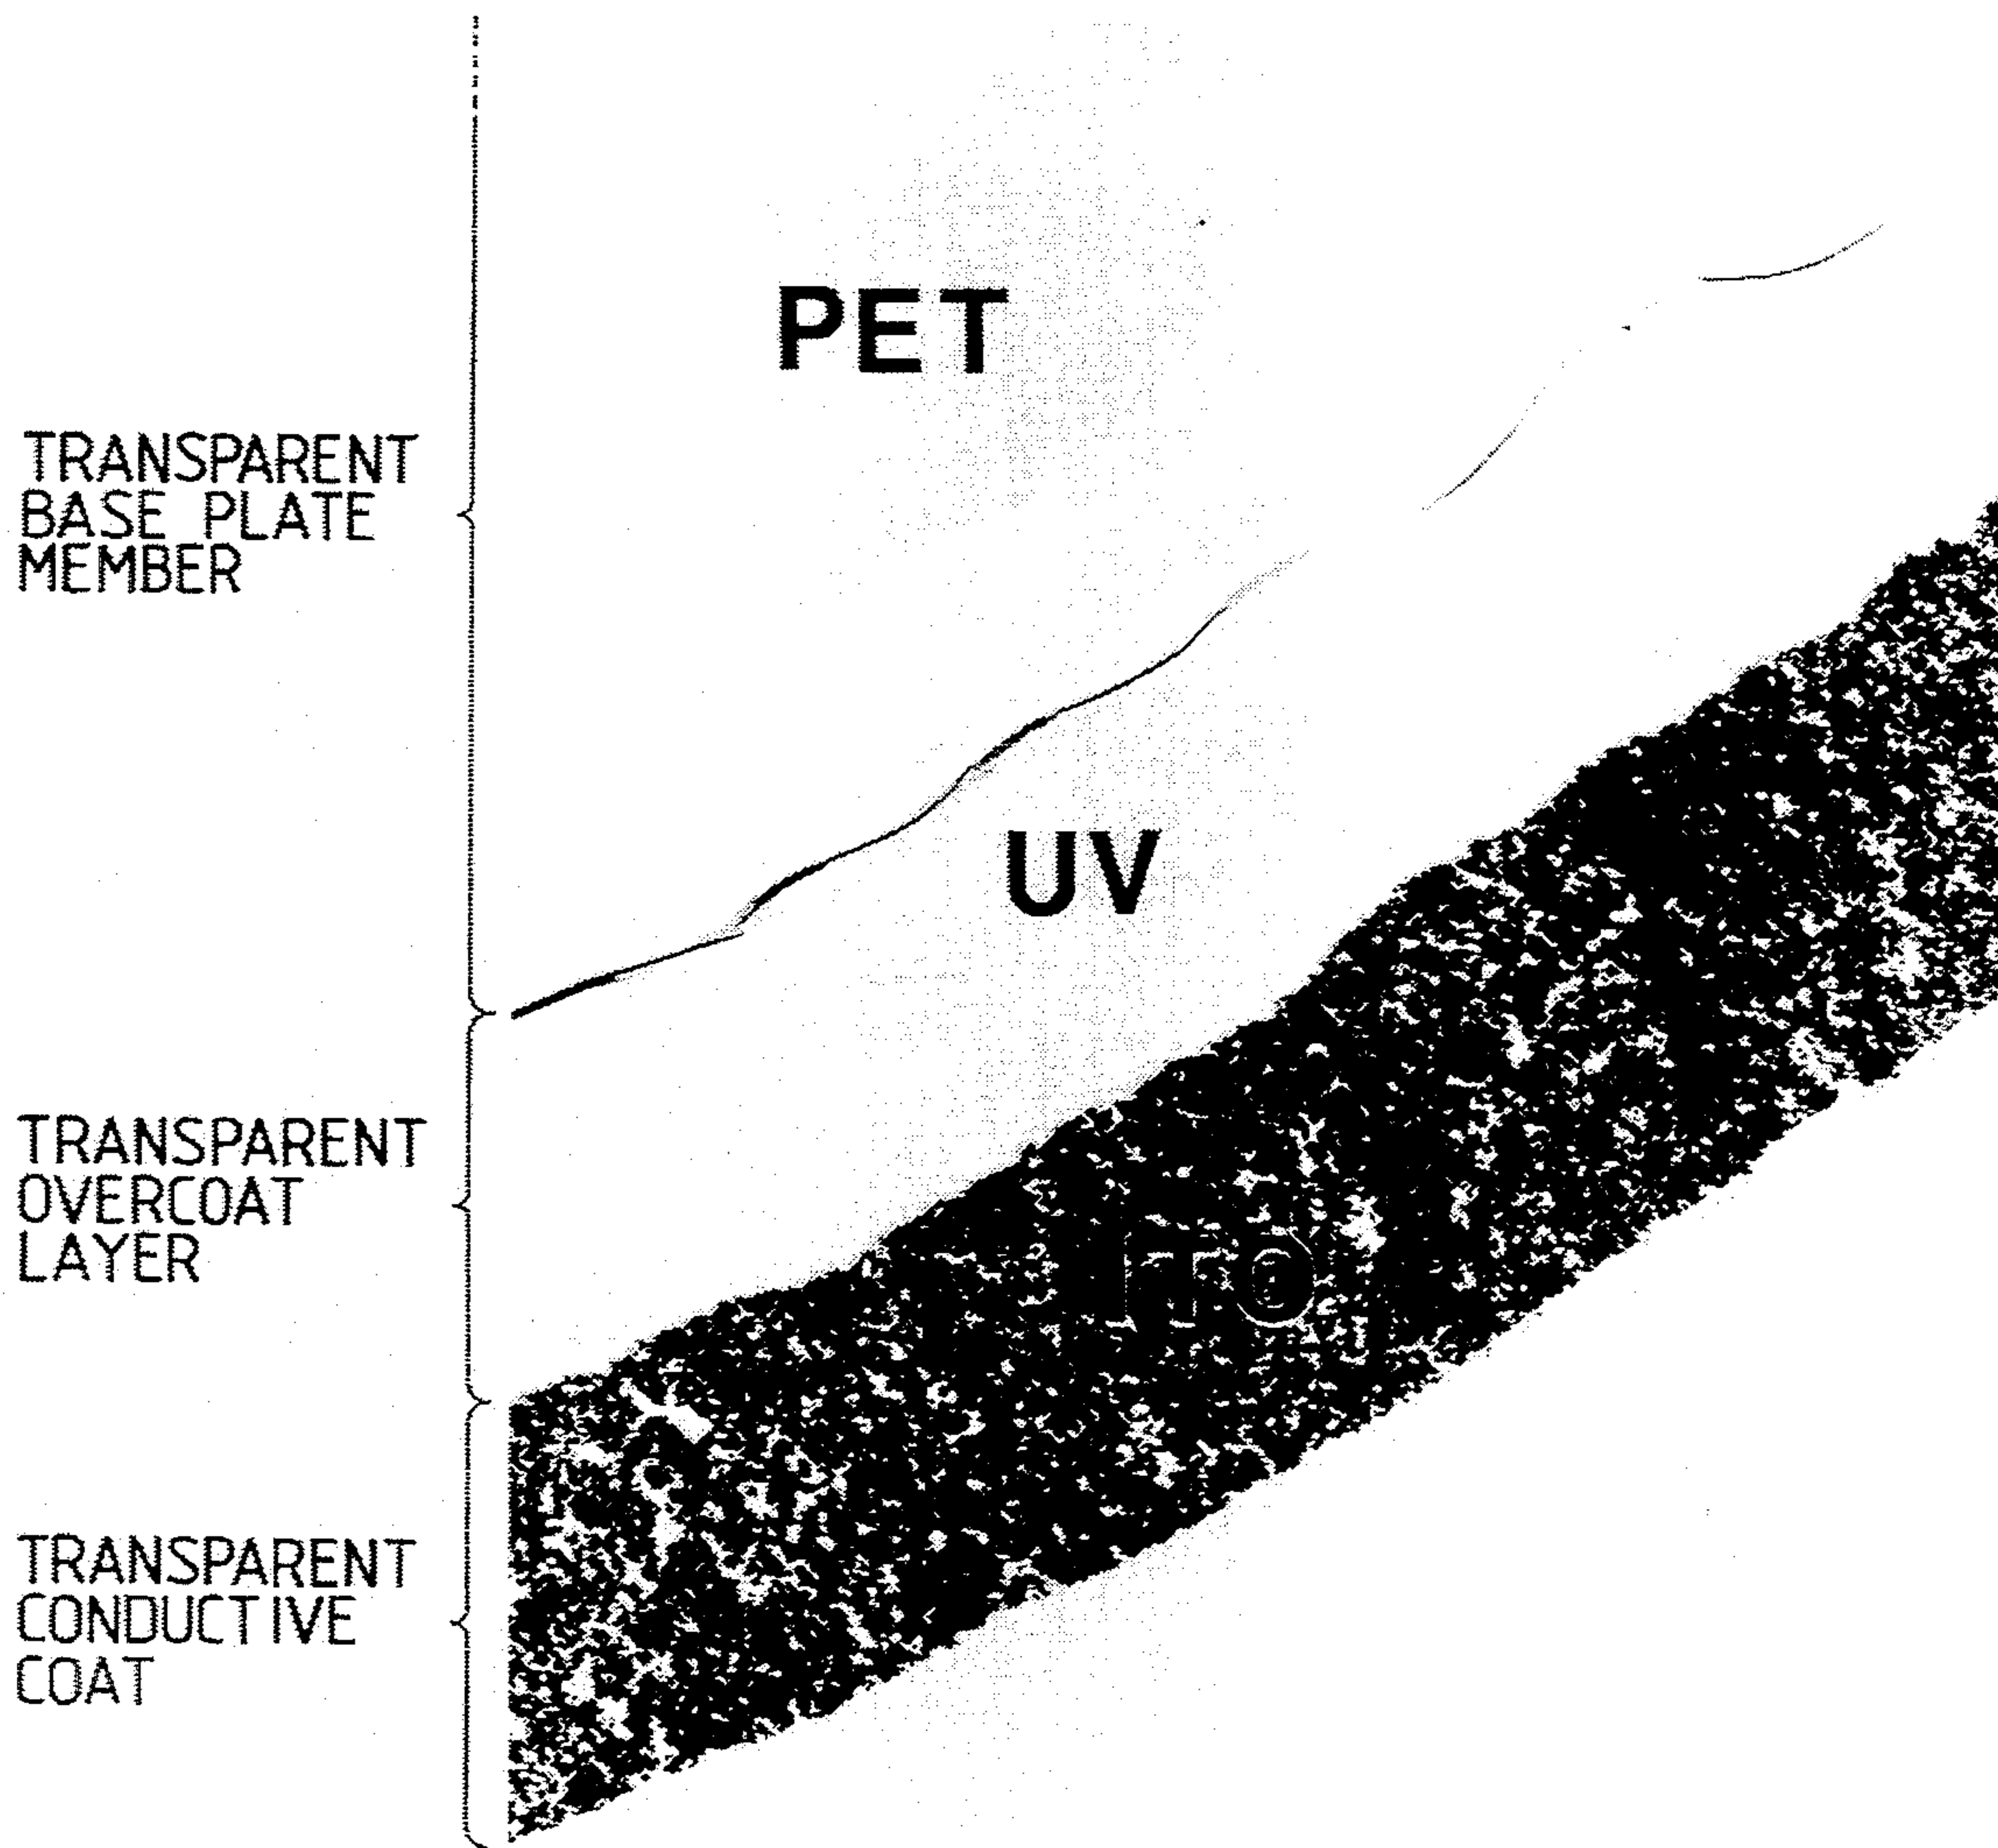 PET
TRANSPARENT
BASE PLATE
MEMBER
UV
TRANSPARENT
OVERCOAT
LAYER
ITO
TRANSPARENT
CONDUCTIVE
COAT